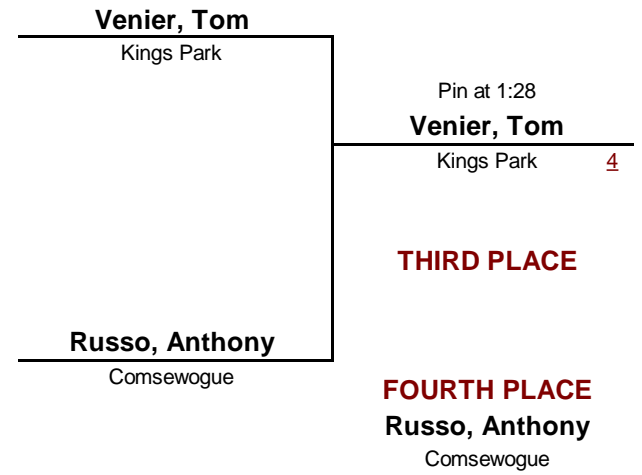 Venier, Tom
Kings Park
Pin at 1:28
Venier, Tom
Kings Park 4
THIRD PLACE
Russo, Anthony
Comsewogue
FOURTH PLACE
Russo, Anthony
Comsewogue